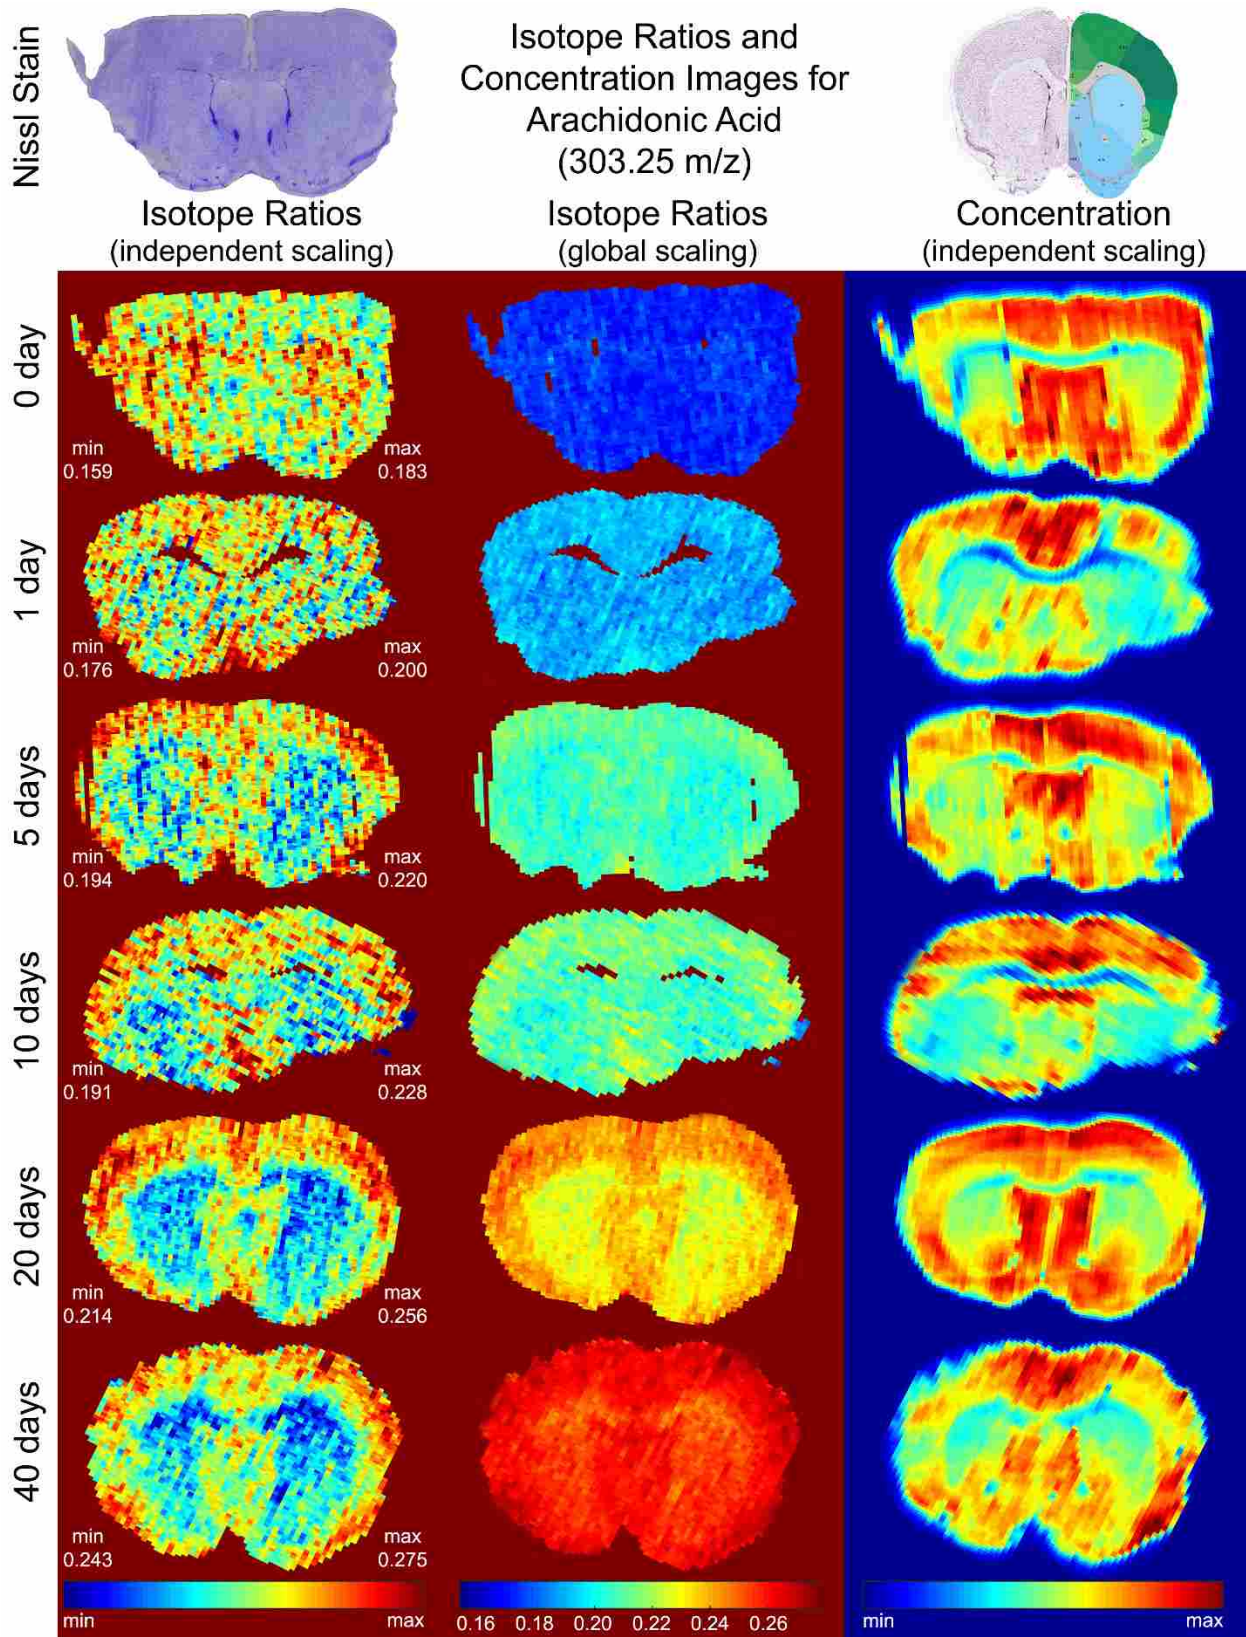 Nissl Stain
Isotope Ratios and
Concentration Images for
Arachidonic Acid
(303.25 m/z)
Isotope Ratios
(independent scaling)
Isotope Ratios
(global scaling)
Concentration
(independent scaling)
0 day
min
0.159
max
0.183
1 day
min
0.176
max
0.200
5 days
min
0.194
max
0.220
10 days
min
0.191
max
0.228
20 days
min
0.214
max
0.256
40 days
min
0.243
max
0.275
min
max
0.16 0.18 0.20 0.22 0.24 0.26
min
max